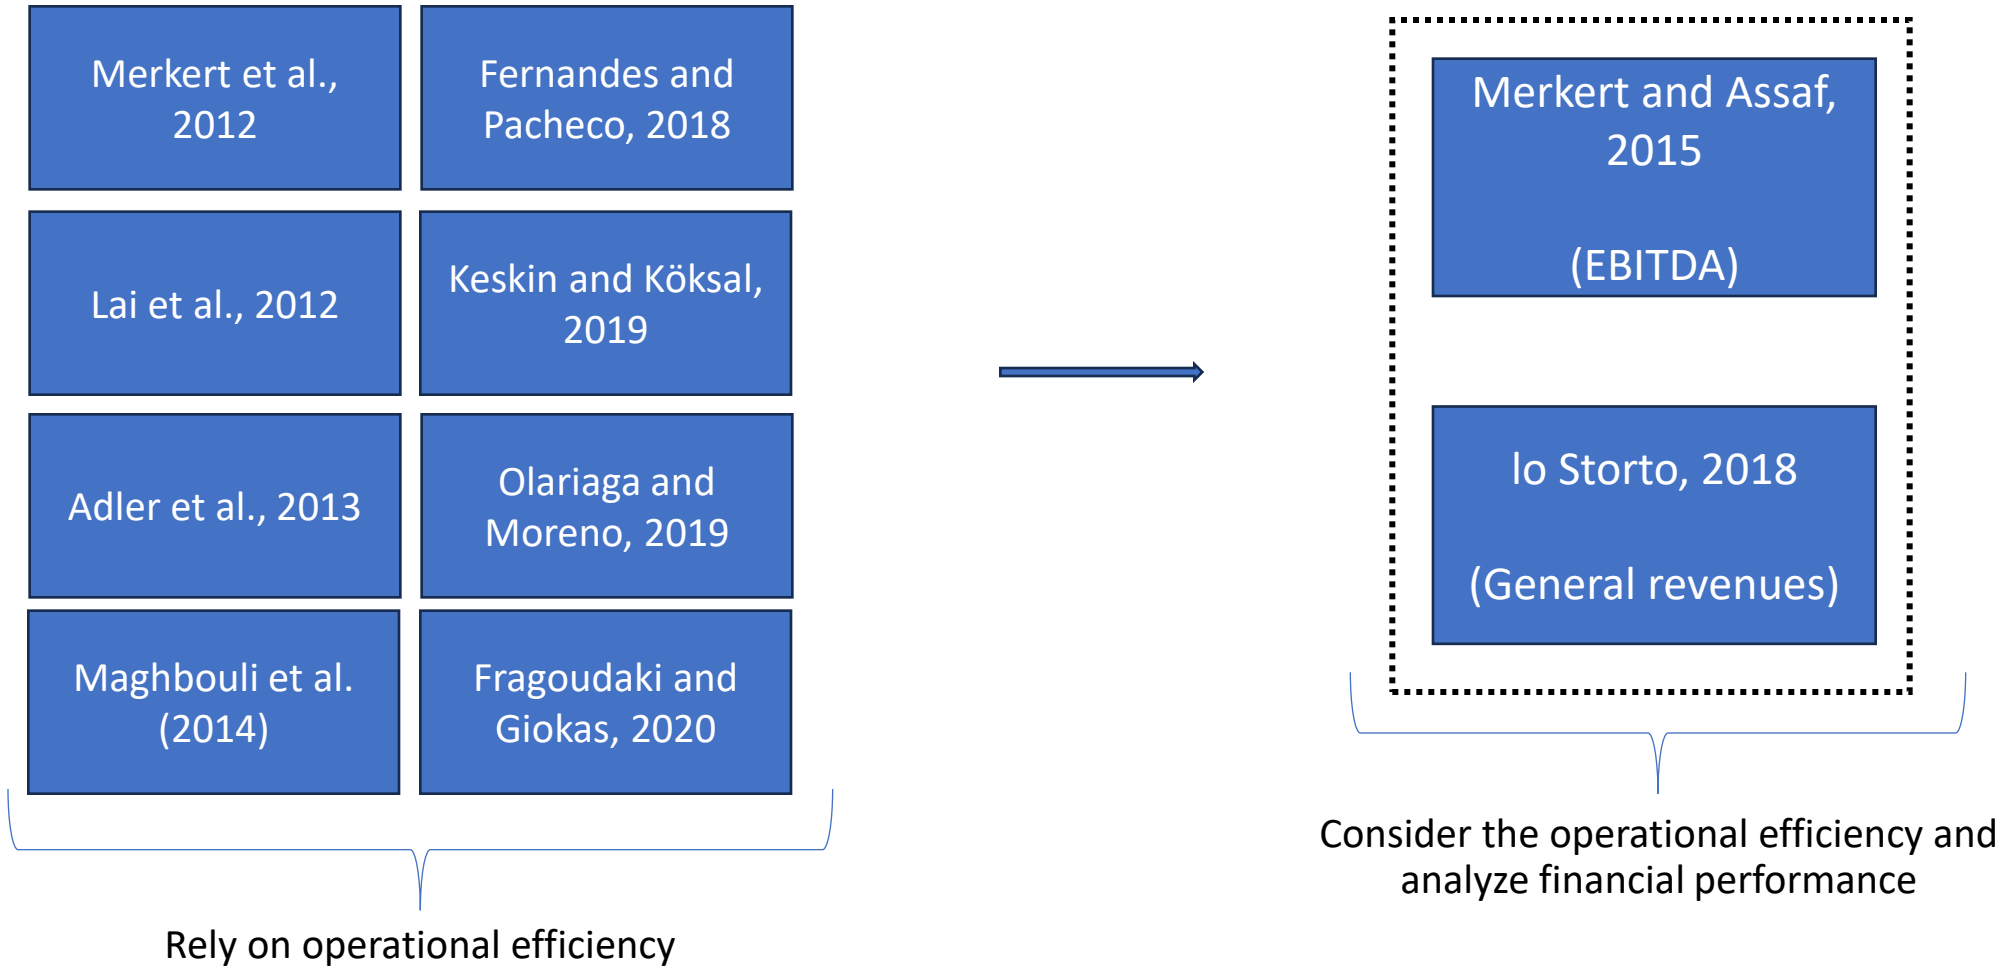 Merkert et al.,
2012
Fernandes and
Pacheco, 2018
Lai et al., 2012
Keskin and Köksal,
2019
Adler et al., 2013
Olariaga and
Moreno, 2019
Maghbouli et al.
(2014)
Fragoudaki and
Giokas, 2020
Rely on operational efficiency
Merkert and Assaf,
2015
(EBITDA)
lo Storto, 2018
(General revenues)
Consider the operational efficiency and
analyze financial performance